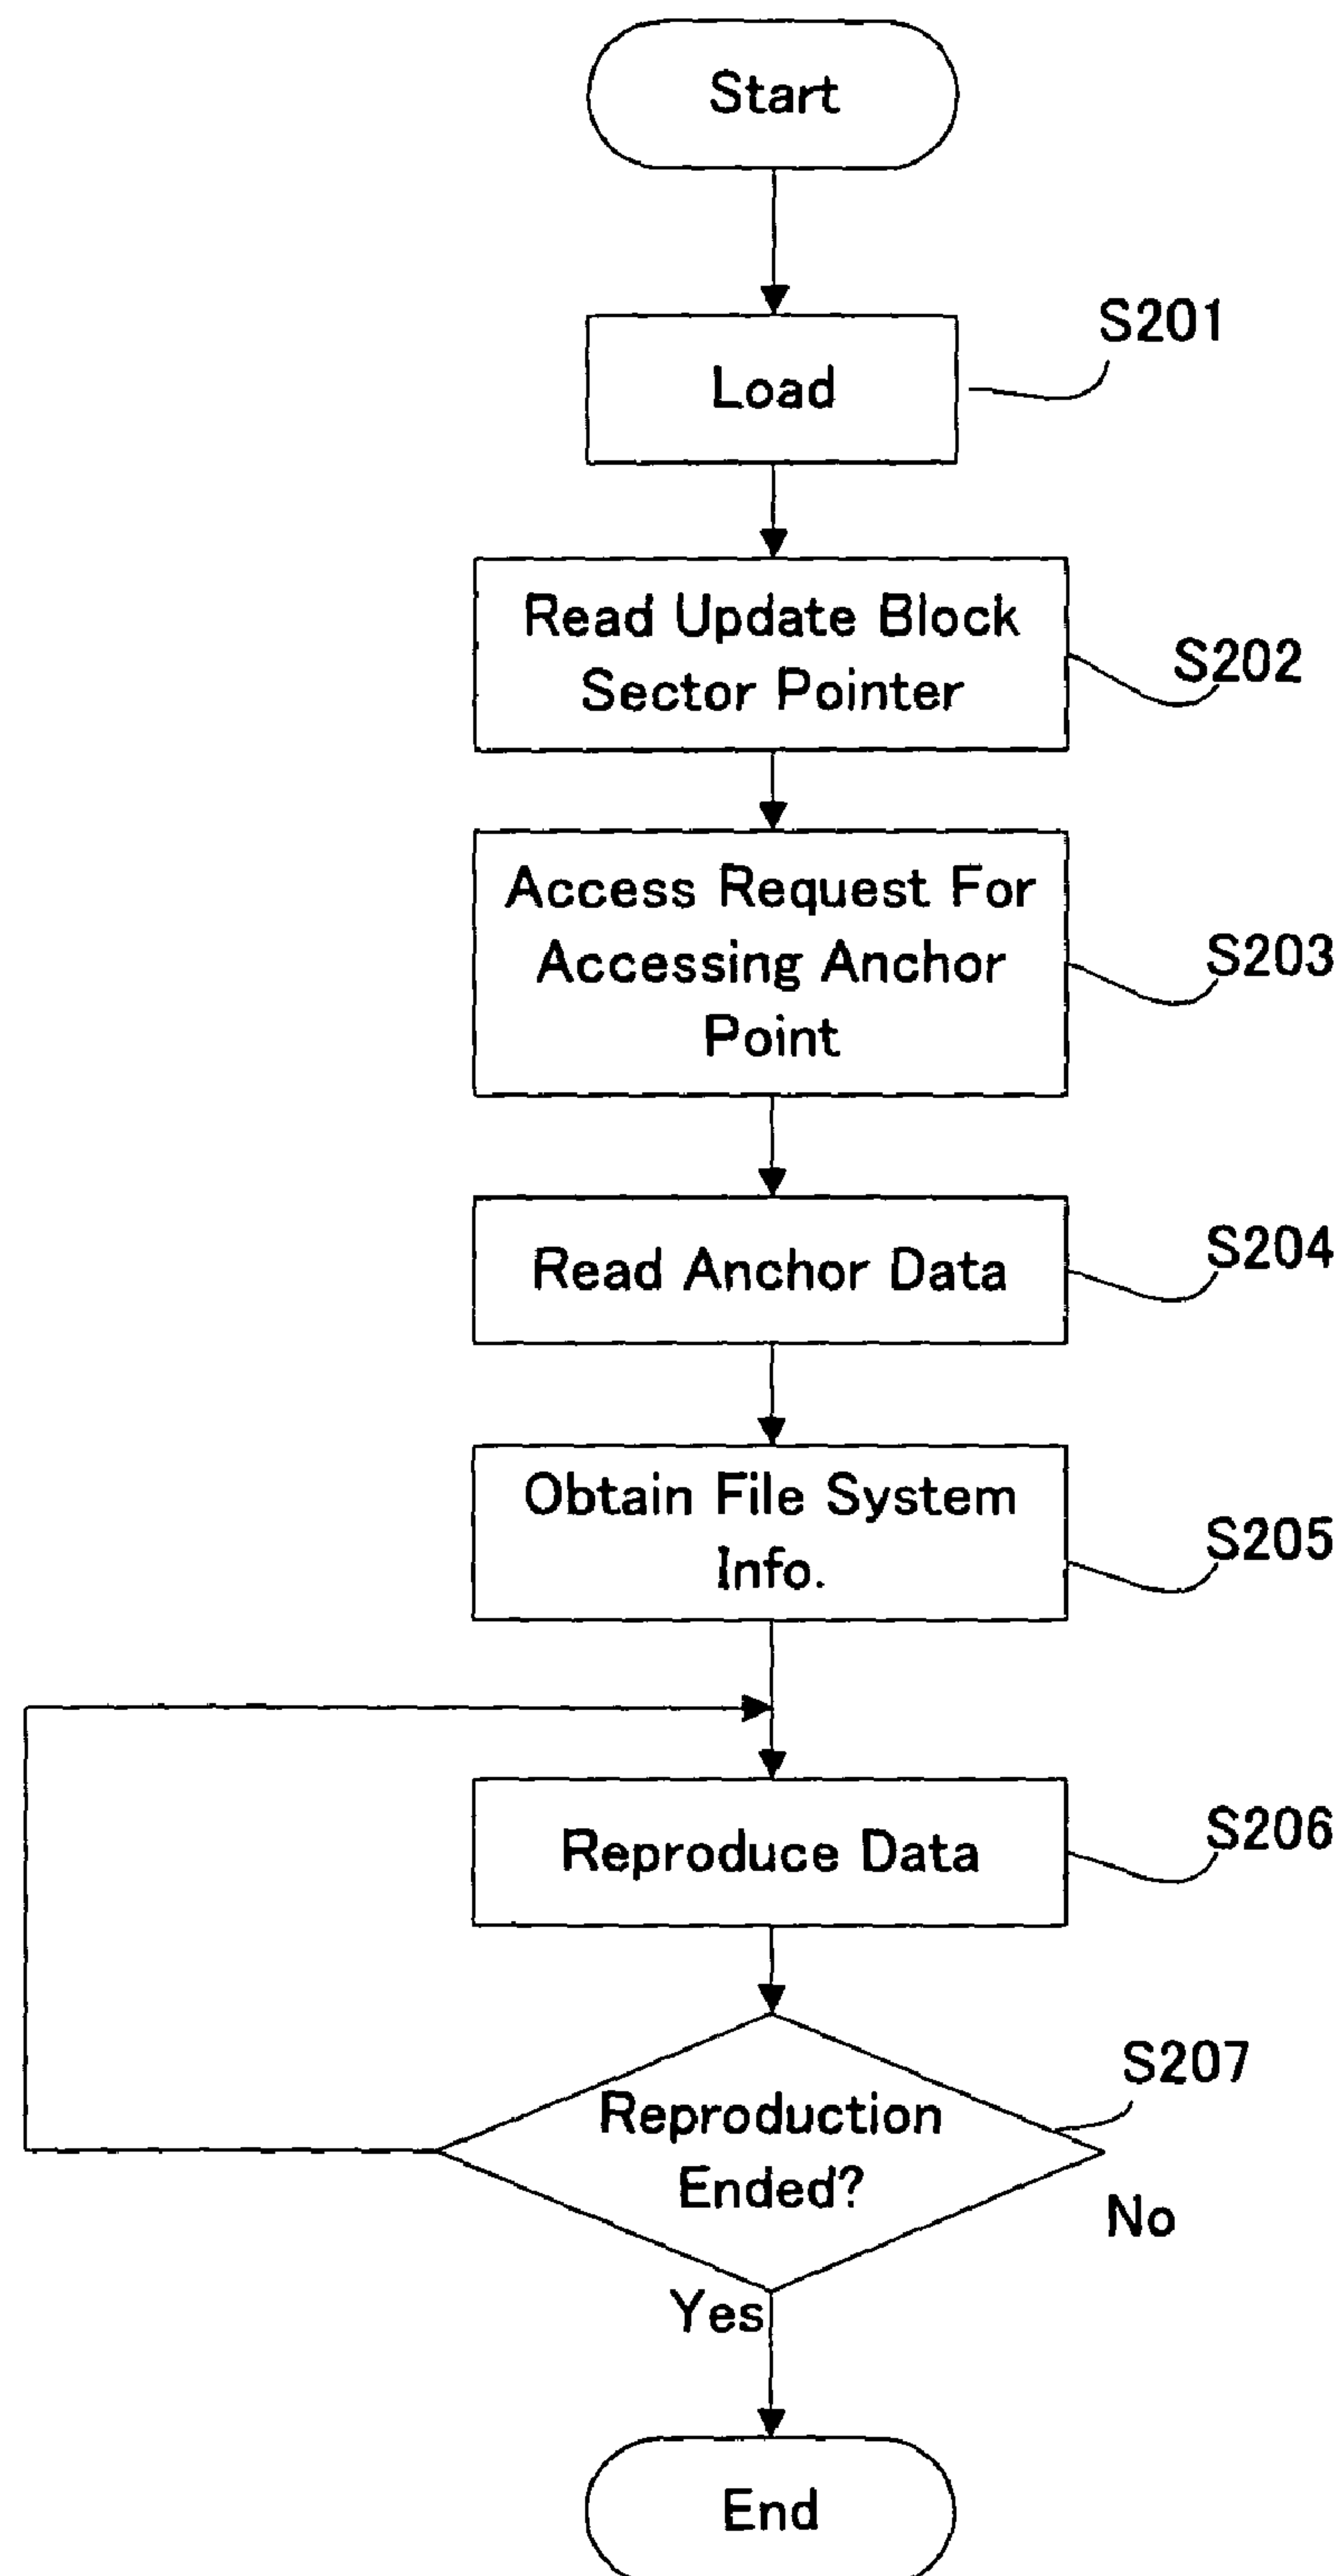 Start
S201
Load
Read Update Block
Sector Pointer
S202
Access Request For
Accessing Anchor
Point
S203
Read Anchor Data
S204
Obtain File System
Info.
S205
Reproduce Data
S206
S207
Reproduction
Ended?
No
Yes
End